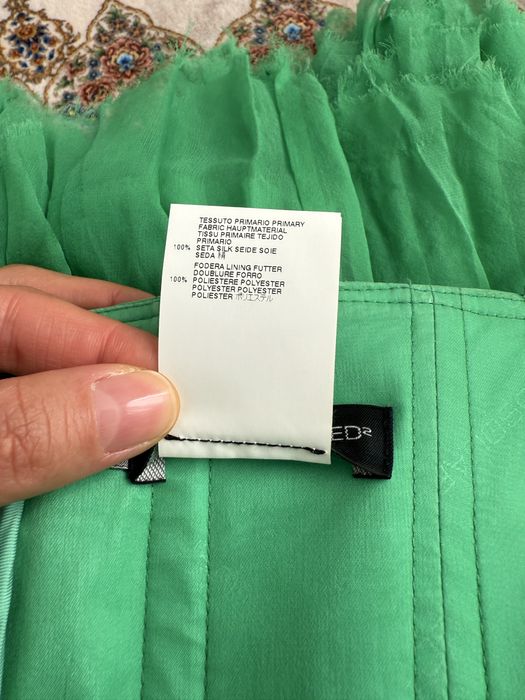 TESSUTO PRIMARIO PRIMARY
FABRIC HAUPTMATERIAL
TISSU PRIMAIRE TEJIDO
PRIMARIO
100% SETA SILK SEIDE SOIE
SEDA 絹
FODERA LINING FUTTER
DOUBLURE FORRO
100% POLIESTERE POLYESTER
POLYESTER POLYESTER
POLIESTER ポリエステル
ED2